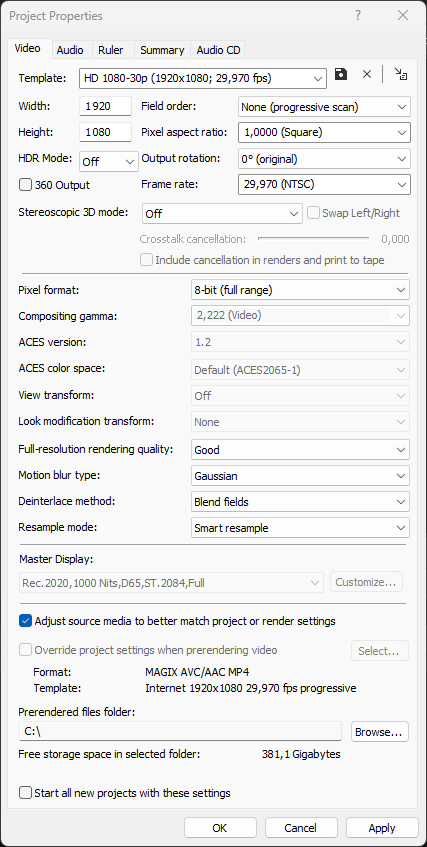 Project Properties
Video Audio Ruler Summary Audio CD
Template: HD 1080-30p (1920x1080; 29,970 fps)
Width: 1920 Field order: None (progressive scan)
Height: 1080 Pixel aspect ratio: 1,0000 (Square)
HDR Mode: Off Output rotation: 0° (original)
360 Output Frame rate: 29,970 (NTSC)
Stereoscopic 3D mode: Off Swap Left/Right
Crosstalk cancellation: 0,000
Include cancellation in renders and print to tape
Pixel format: 8-bit (full range)
Compositing gamma: 2,222 (Video)
ACES version: 1.2
ACES color space: Default (ACES2065-1)
View transform: Off
Look modification transform: None
Full-resolution rendering quality: Good
Motion blur type: Gaussian
Deinterlace method: Blend fields
Resample mode: Smart resample
Master Display:
Rec.2020,1000 Nits,D65,ST.2084,Full Customize...
Adjust source media to better match project or render settings
Override project settings when prerendering video Select...
Format: MAGIX AVC/AAC MP4
Template: Internet 1920x1080 29,970 fps progressive
Prerendered files folder:
C:\ Browse...
Free storage space in selected folder: 381,1 Gigabytes
Start all new projects with these settings
OK Cancel Apply